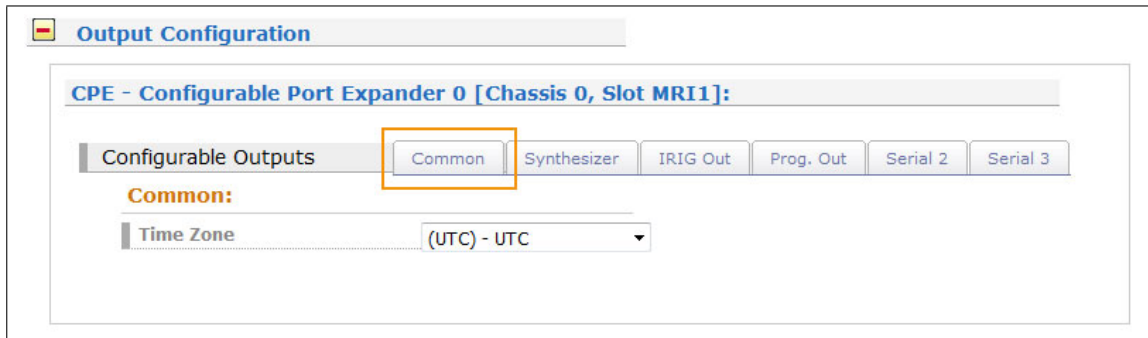 Output Configuration
CPE - Configurable Port Expander 0 [Chassis 0, Slot MRI1]:
Configurable Outputs Common Synthesizer IRIG Out Prog. Out Serial 2 Serial 3
Common:
Time Zone (UTC) - UTC